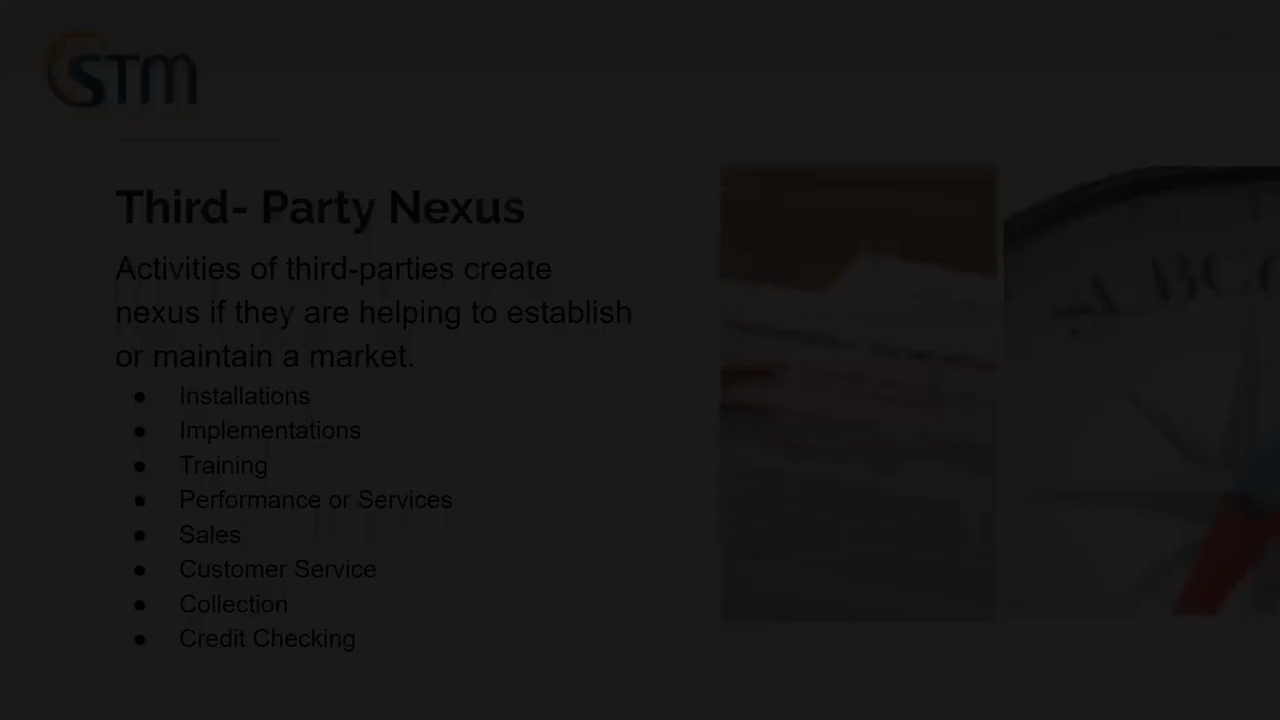 STM
Third- Party Nexus
Activities of third-parties create
nexus if they are helping to establish
or maintain a market.
● Installations
● Implementations
● Training
● Performance or Services
● Sales
● Customer Service
● Collection
● Credit Checking
ABC